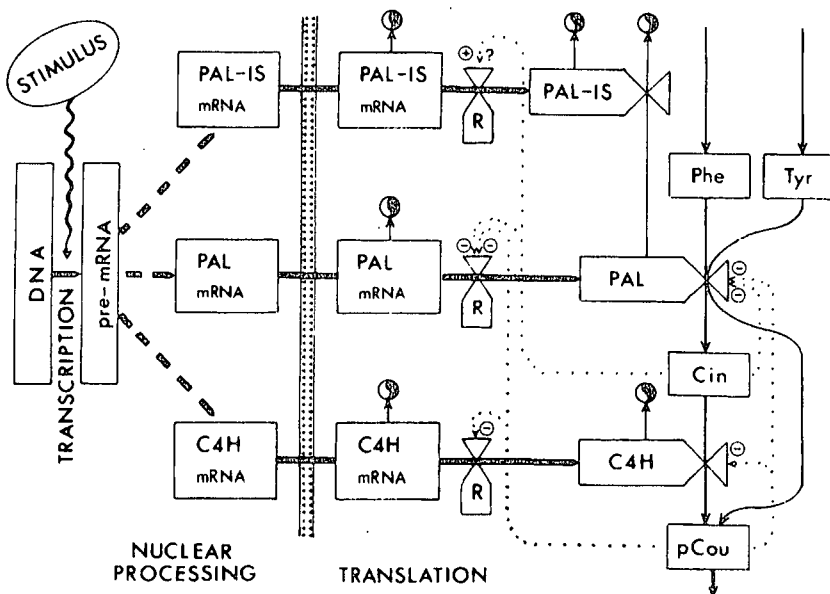 STIMULUS
DNA
TRANSCRIPTION
pre-mRNA
PAL-IS
mRNA
PAL-IS
mRNA
+ ?
R
PAL-IS
Phe
Tyr
PAL
mRNA
PAL
mRNA
- -
R
PAL
-
-
Cin
C4H
mRNA
C4H
mRNA
-
R
C4H
-
pCou
NUCLEAR
PROCESSING
TRANSLATION